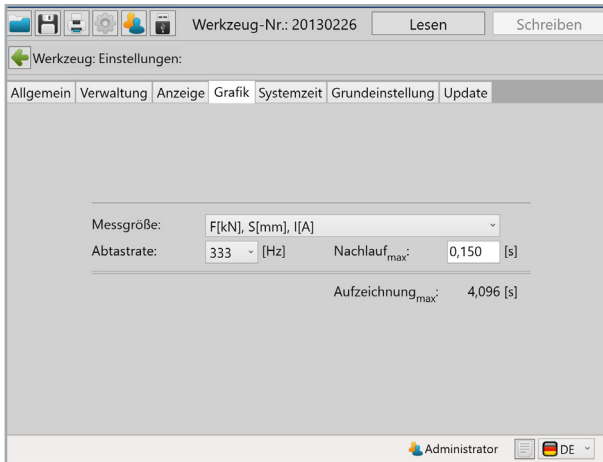 Werkzeug-Nr.: 20130226 Lesen Schreiben
Werkzeug: Einstellungen:
Allgemein Verwaltung Anzeige Grafik Systemzeit Grundeinstellung Update
Messgröße: F[kN], S[mm], I[A]
Abtastrate: 333 [Hz] Nachlaufmax: 0,150 [s]
Aufzeichnungmax: 4,096 [s]
Administrator DE